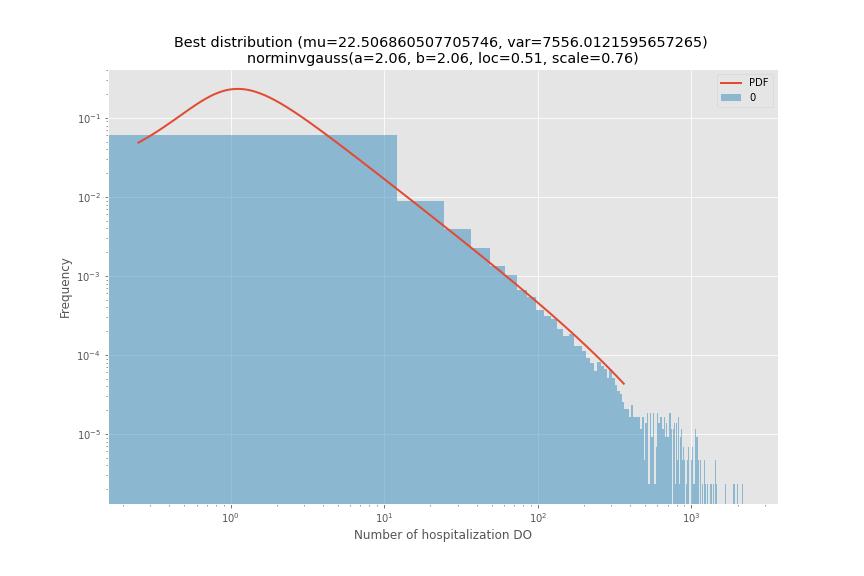 Best distribution (mu=22.506860507705746, var=7556.0121595657265)
norminvgauss(a=2.06, b=2.06, loc=0.51, scale=0.76)
PDF
0
10⁻¹
10⁻²
10⁻³
10⁻⁴
10⁻⁵
Frequency
10⁰ 10¹ 10² 10³
Number of hospitalization DO